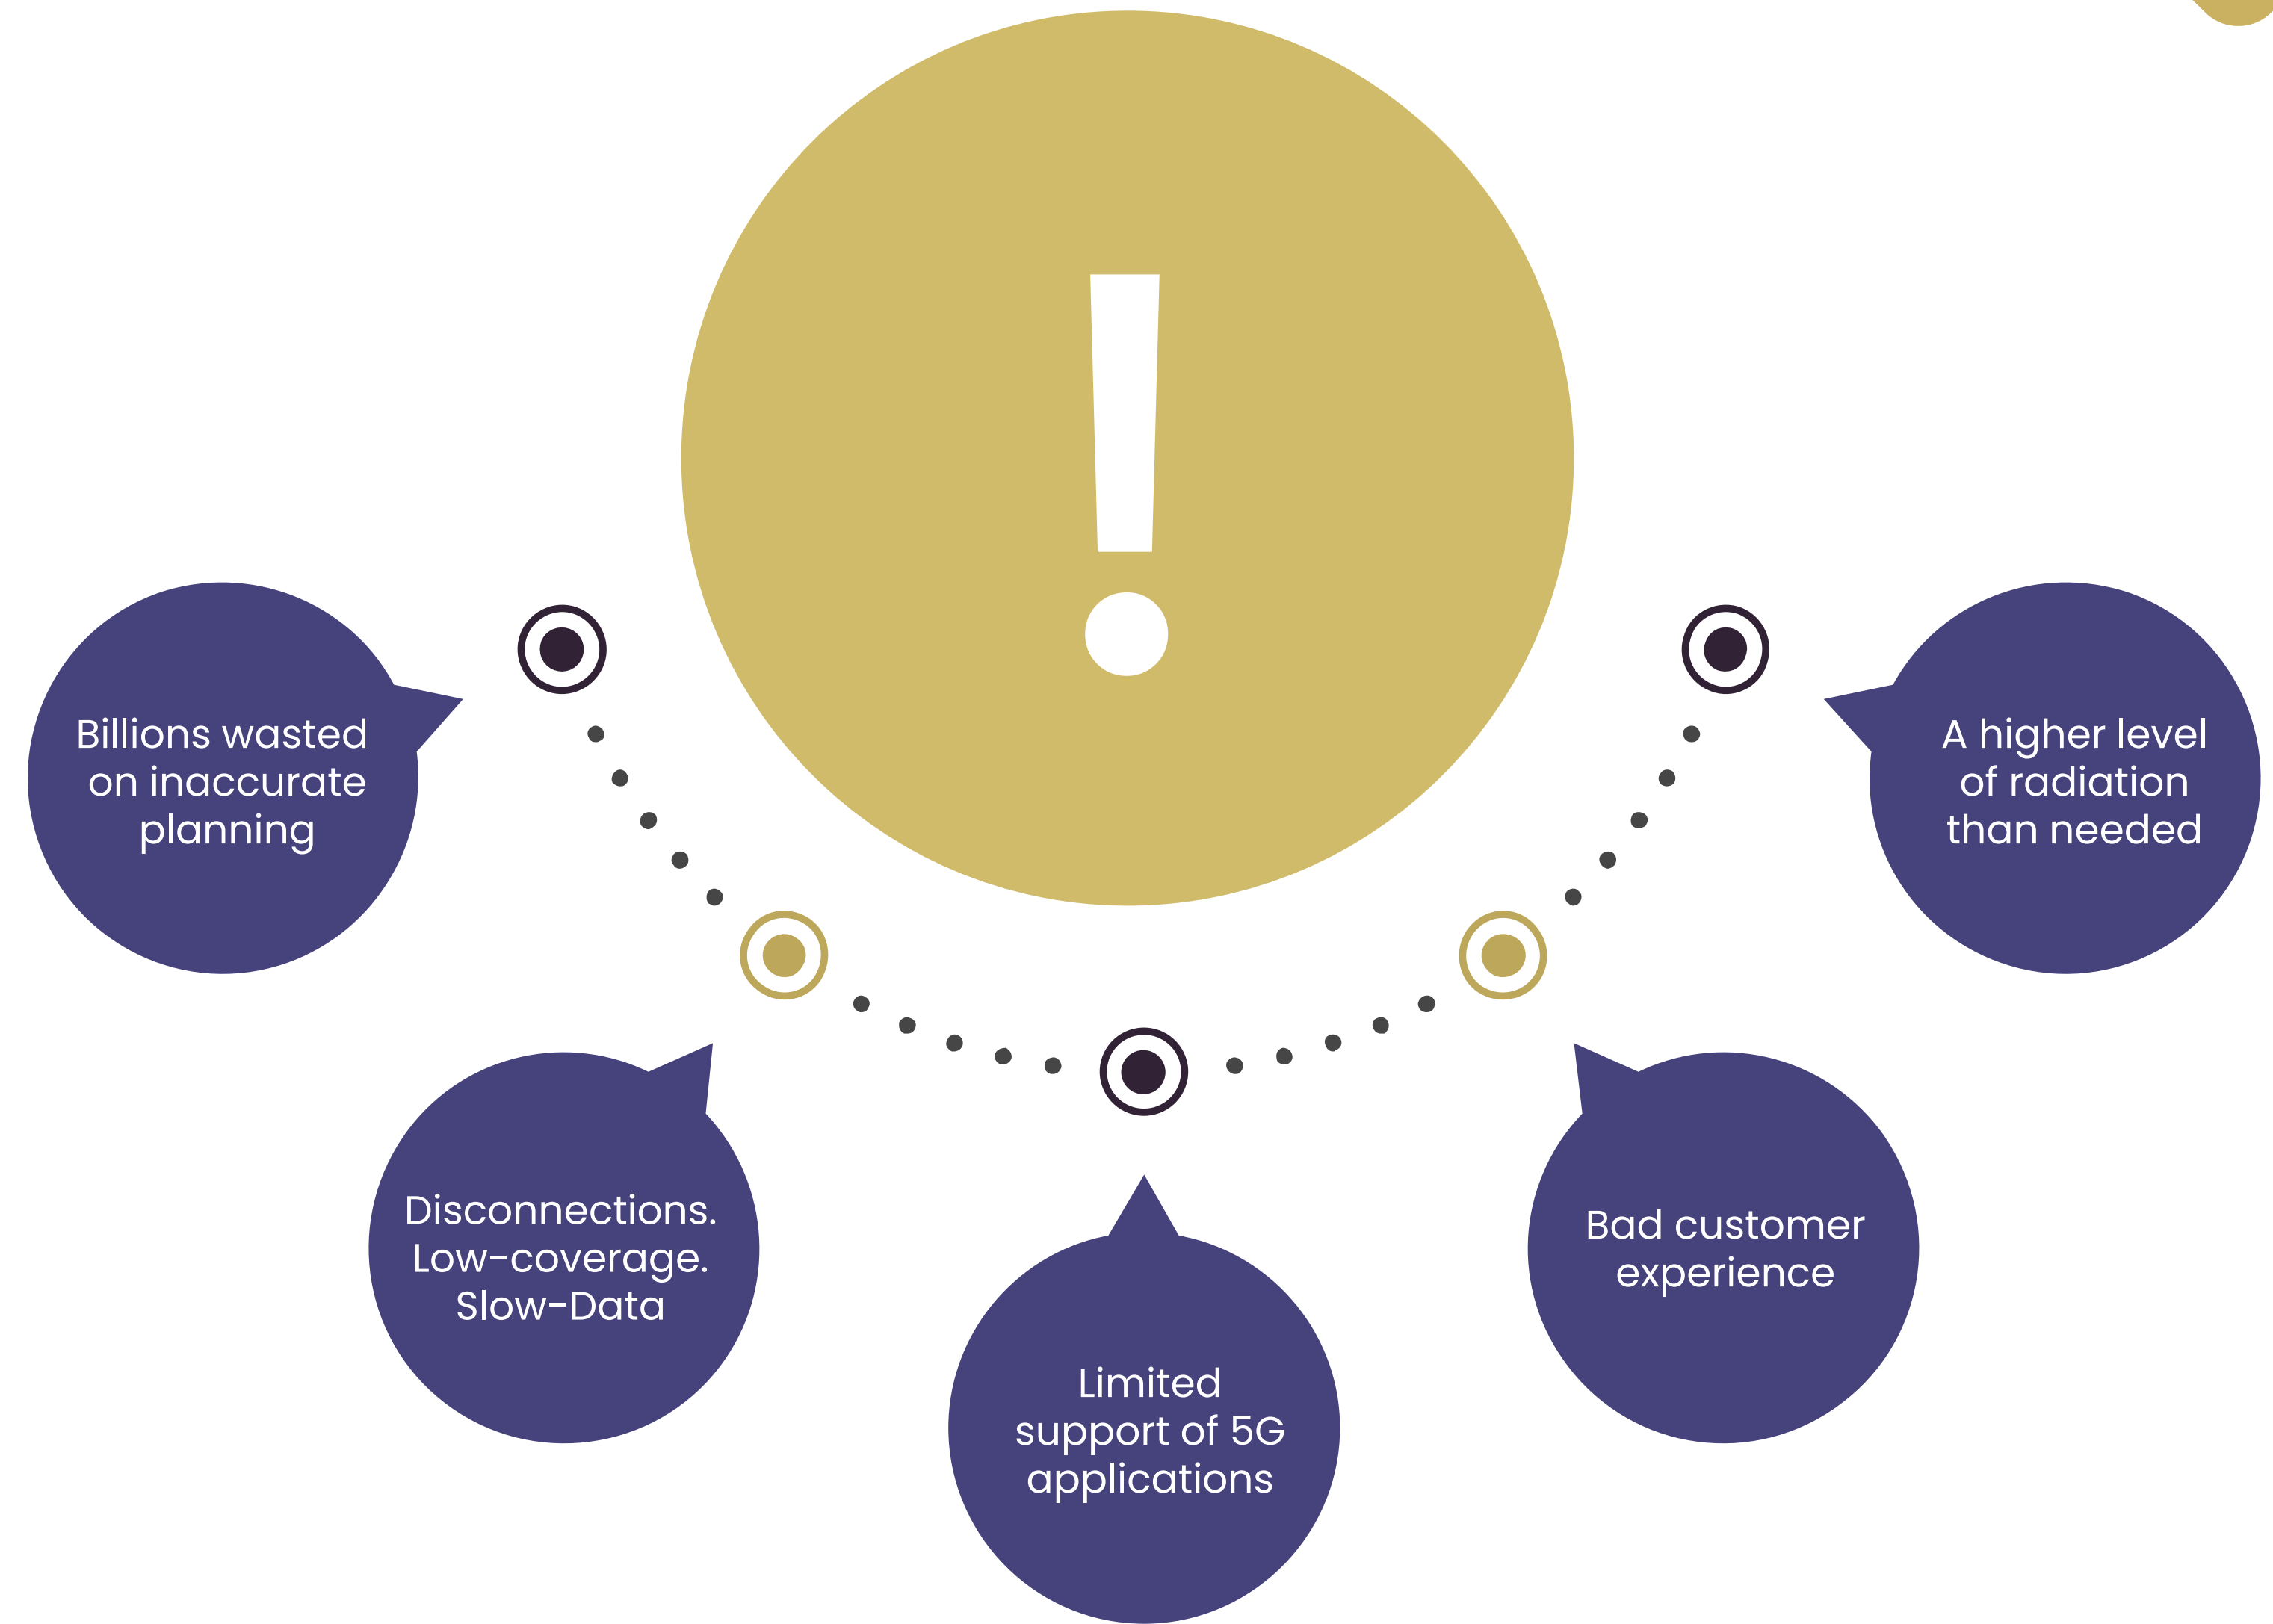 !
Billions wasted
on inaccurate
planning
Disconnections.
Low-coverage.
Slow-Data
Limited
support of 5G
applications
Bad customer
experience
A higher level
of radiation
than needed